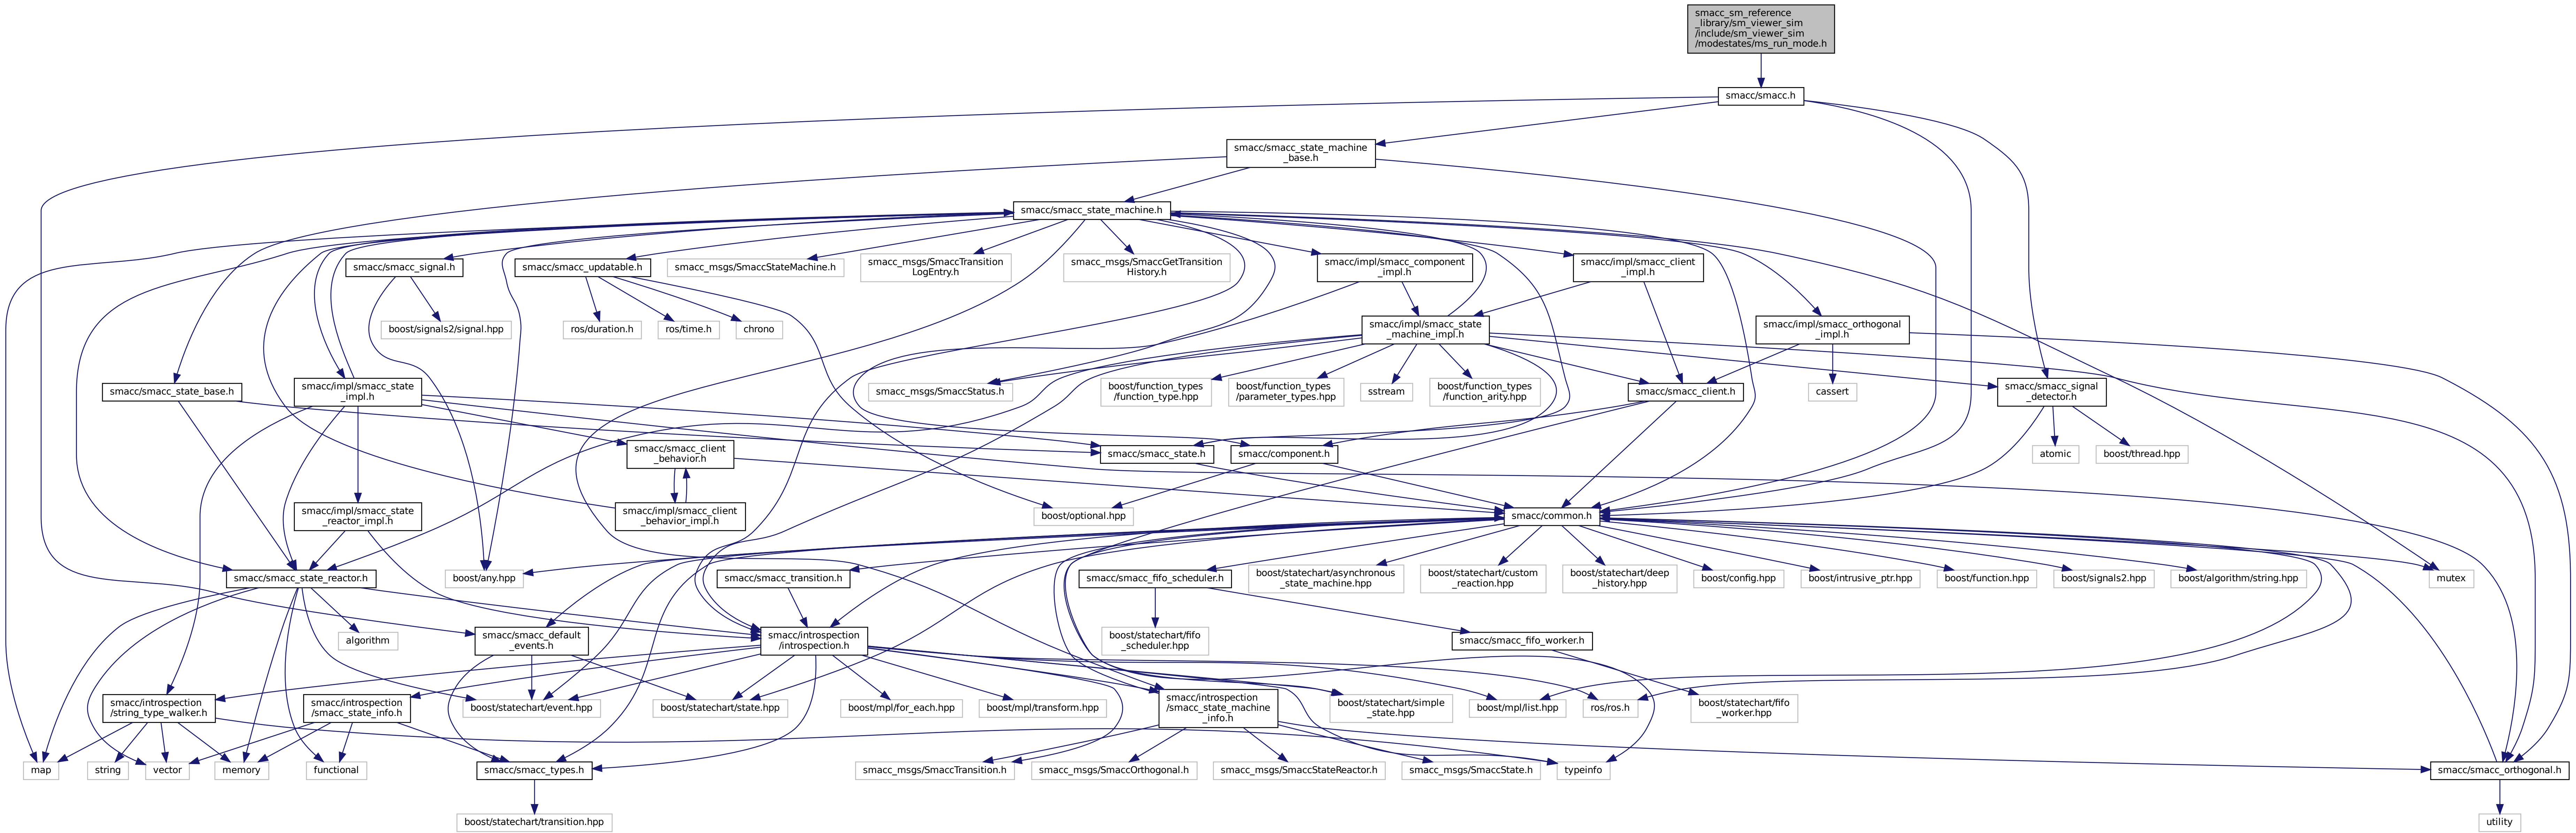 smacc_sm_reference
_library/sm_viewer_sim
/include/sm_viewer_sim
/modestates/ms_run_mode.h
smacc/smacc.h
smacc/smacc_state_machine
_base.h
smacc/smacc_state_machine.h
smacc/smacc_signal.h
smacc/smacc_updatable.h
smacc_msgs/SmaccStateMachine.h
smacc_msgs/SmaccTransition
LogEntry.h
smacc_msgs/SmaccGetTransition
History.h
smacc/impl/smacc_component
_impl.h
smacc/impl/smacc_client
_impl.h
boost/signals2/signal.hpp
ros/duration.h
ros/time.h
chrono
smacc/impl/smacc_state
_machine_impl.h
smacc/impl/smacc_orthogonal
_impl.h
smacc/smacc_state_base.h
smacc/impl/smacc_state
_impl.h
smacc_msgs/SmaccStatus.h
boost/function_types
/function_type.hpp
boost/function_types
/parameter_types.hpp
sstream
boost/function_types
/function_arity.hpp
smacc/smacc_client.h
cassert
smacc/smacc_signal
_detector.h
smacc/smacc_client
_behavior.h
smacc/smacc_state.h
smacc/component.h
atomic
boost/thread.hpp
smacc/impl/smacc_state
_reactor_impl.h
smacc/impl/smacc_client
_behavior_impl.h
boost/optional.hpp
smacc/common.h
smacc/smacc_state_reactor.h
boost/any.hpp
smacc/smacc_transition.h
smacc/smacc_fifo_scheduler.h
boost/statechart/asynchronous
_state_machine.hpp
boost/statechart/custom
_reaction.hpp
boost/statechart/deep
_history.hpp
boost/config.hpp
boost/intrusive_ptr.hpp
boost/function.hpp
boost/signals2.hpp
boost/algorithm/string.hpp
mutex
algorithm
smacc/smacc_default
_events.h
smacc/introspection
/introspection.h
boost/statechart/fifo
_scheduler.hpp
smacc/smacc_fifo_worker.h
smacc/introspection
/string_type_walker.h
smacc/introspection
/smacc_state_info.h
boost/statechart/event.hpp
boost/statechart/state.hpp
boost/mpl/for_each.hpp
boost/mpl/transform.hpp
smacc/introspection
/smacc_state_machine
_info.h
boost/statechart/simple
_state.hpp
boost/mpl/list.hpp
ros/ros.h
boost/statechart/fifo
_worker.hpp
map
string
vector
memory
functional
smacc/smacc_types.h
smacc_msgs/SmaccTransition.h
smacc_msgs/SmaccOrthogonal.h
smacc_msgs/SmaccStateReactor.h
smacc_msgs/SmaccState.h
typeinfo
smacc/smacc_orthogonal.h
boost/statechart/transition.hpp
utility